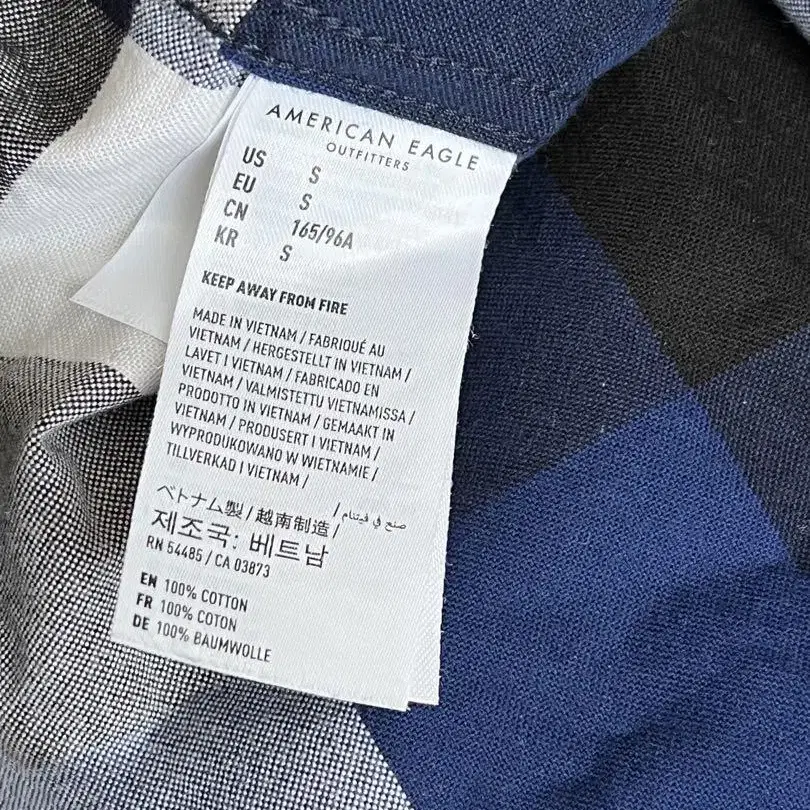 AMERICAN EAGLE
OUTFITTERS
US S
EU S
CN 165/96A
KR S
KEEP AWAY FROM FIRE
MADE IN VIETNAM / FABRIQUÉ AU
VIETNAM / HERGESTELLT IN VIETNAM /
LAVET I VIETNAM / FABRICADO EN
VIETNAM / VALMISTETTU VIETNAMISSA /
PRODOTTO IN VIETNAM / GEMAAKT IN
VIETNAM / PRODUSERT I VIETNAM /
WYPRODUKOWANO W WIETNAMIE /
TILLVERKAD I VIETNAM /
ベトナム製 / 越南制造 / صنع في فيتنام /
제조국: 베트남
RN 54485 / CA 03873
EN 100% COTTON
FR 100% COTON
DE 100% BAUMWOLLE